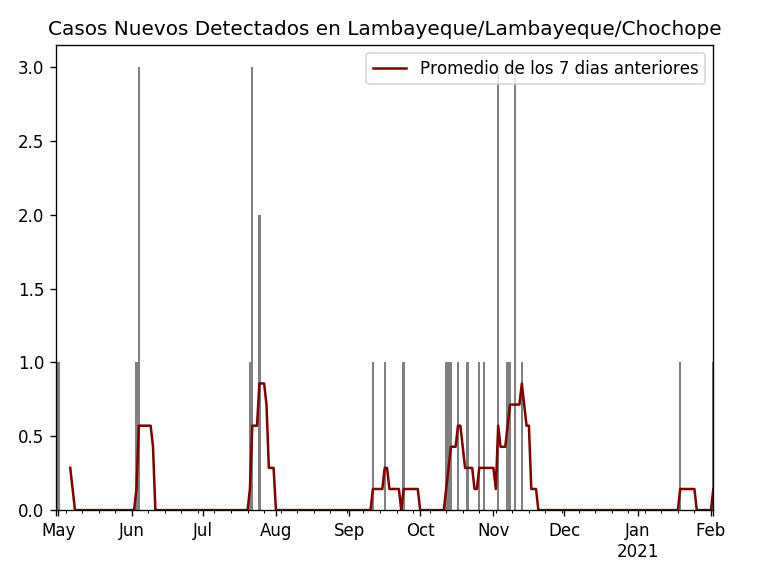 Casos Nuevos Detectados en Lambayeque/Lambayeque/Chochope
Promedio de los 7 dias anteriores
3.0
2.5
2.0
1.5
1.0
0.5
0.0
May Jun Jul Aug Sep Oct Nov Dec Jan Feb
2021